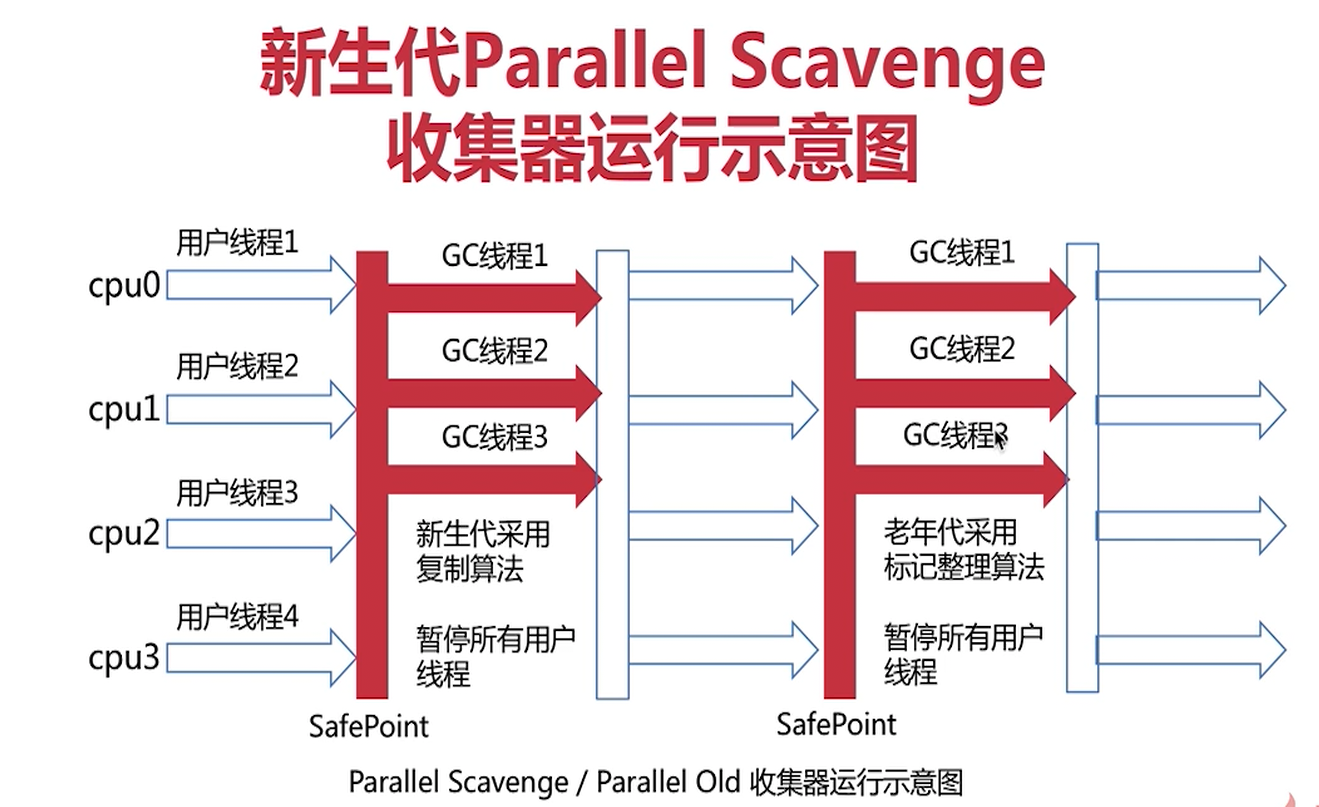 新生代Parallel Scavenge
收集器运行示意图
用户线程1
cpu0
用户线程2
cpu1
用户线程3
cpu2
用户线程4
cpu3
GC线程1
GC线程2
GC线程3
新生代采用
复制算法
暂停所有用户
线程
SafePoint
GC线程1
GC线程2
GC线程3
老年代采用
标记整理算法
暂停所有用户
线程
SafePoint
Parallel Scavenge / Parallel Old 收集器运行示意图